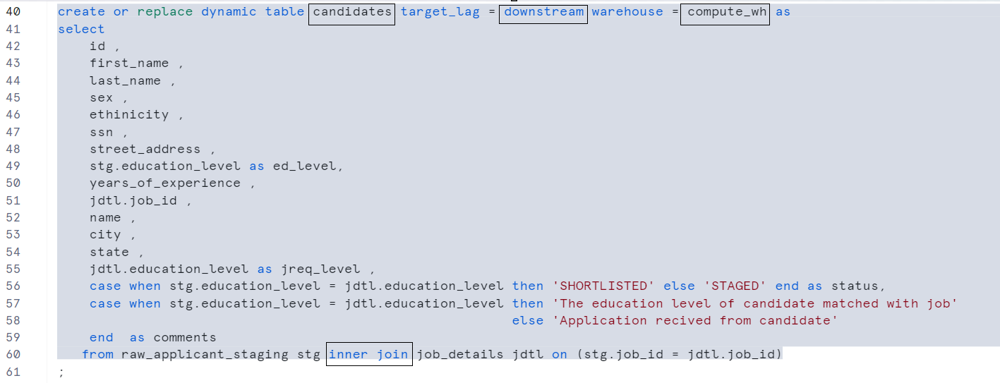 40 create or replace dynamic table candidates target_lag = downstream warehouse = compute_wh as
41 select
42 id ,
43 first_name ,
44 last_name ,
45 sex ,
46 ethinicity ,
47 ssn ,
48 street_address ,
49 stg.education_level as ed_level,
50 years_of_experience ,
51 jdtl.job_id ,
52 name ,
53 city ,
54 state ,
55 jdtl.education_level as jreq_level ,
56 case when stg.education_level = jdtl.education_level then 'SHORTLISTED' else 'STAGED' end as status,
57 case when stg.education_level = jdtl.education_level then 'The education level of candidate matched with job'
58 else 'Application recived from candidate'
59 end as comments
60 from raw_applicant_staging stg inner join job_details jdtl on (stg.job_id = jdtl.job_id)
61 ;